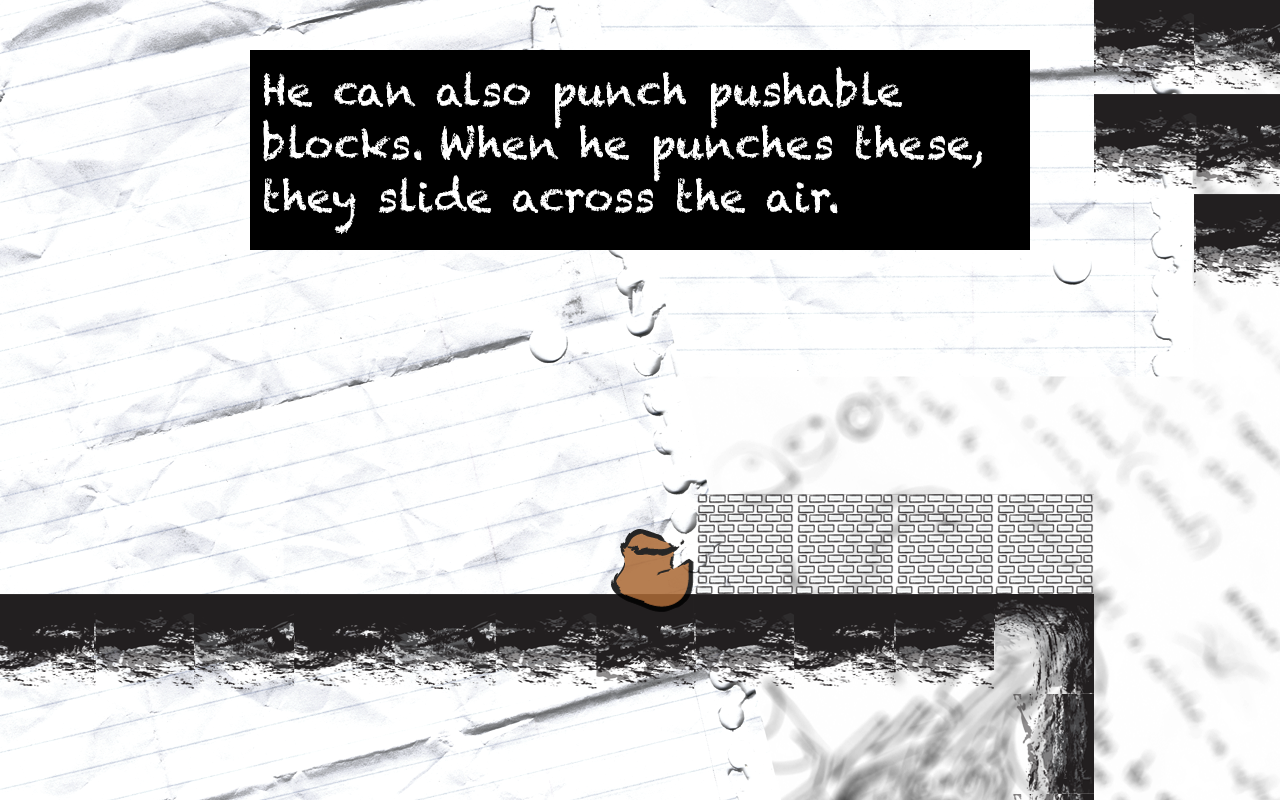 He can also punch pushable
blocks. When he punches these,
they slide across the air.